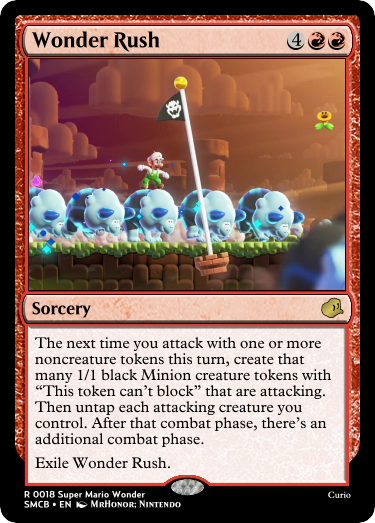 Wonder Rush 4
Sorcery
The next time you attack with one or more
noncreature tokens this turn, create that
many 1/1 black Minion creature tokens with
“This token can’t block” that are attacking.
Then untap each attacking creature you
control. After that combat phase, there’s an
additional combat phase.
Exile Wonder Rush.
R 0018 Super Mario Wonder
Curio
SMCB • EN MrHonor; Nintendo